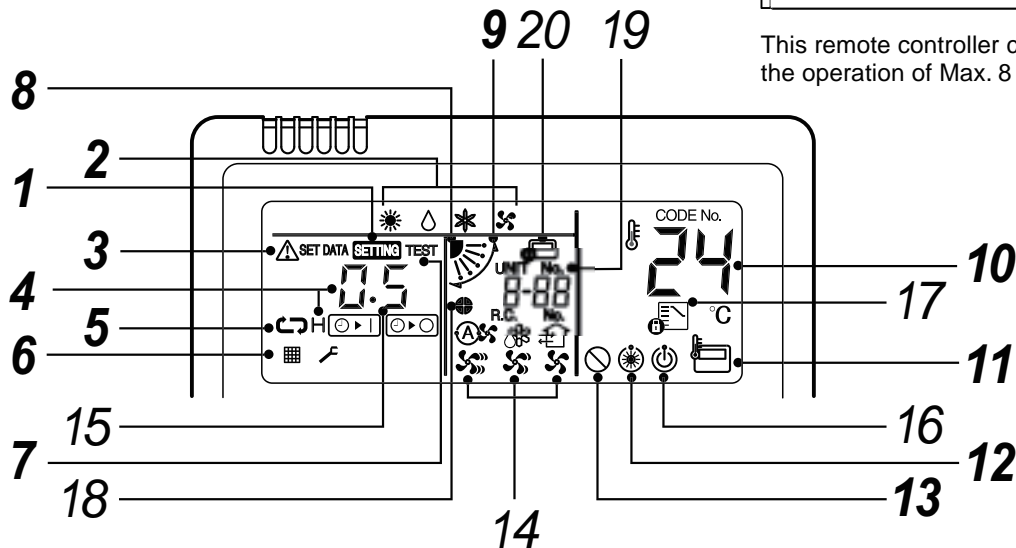 9 20 19
This remote controller c
the operation of Max. 8
8
2
1
CODE No.
3
SET DATA SETTING TEST
UNIT No.
24
10
4
0.5
8-88
17
R.C. No.
°C
5
H
A
6
11
15
16
7
12
18
13
14